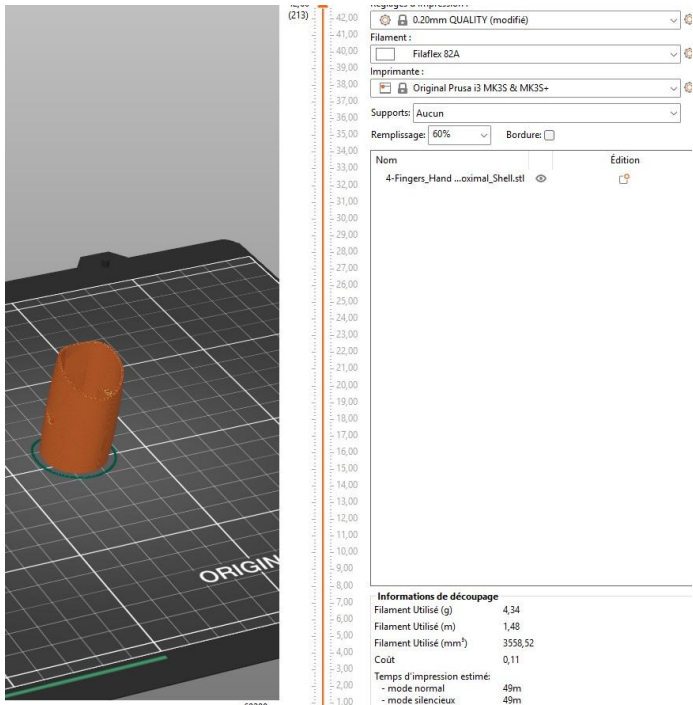 (213)
0.20mm QUALITY (modifié)
Filament :
Filaflex 82A
Imprimante :
Original Prusa i3 MK3S & MK3S+
Supports: Aucun
Remplissage: 60% Bordure:
Nom Édition
4-Fingers_Hand ...oximal_Shell.stl
42,00
41,00
40,00
39,00
38,00
37,00
36,00
35,00
34,00
33,00
32,00
31,00
30,00
29,00
28,00
27,00
26,00
25,00
24,00
23,00
22,00
21,00
20,00
19,00
18,00
17,00
16,00
15,00
14,00
13,00
12,00
11,00
10,00
9,00
8,00
7,00
6,00
5,00
4,00
3,00
2,00
1,00
ORIGIN
Informations de découpage
Filament Utilisé (g) 4,34
Filament Utilisé (m) 1,48
Filament Utilisé (mm³) 3558,52
Coût 0,11
Temps d'impression estimé:
- mode normal 49m
- mode silencieux 49m